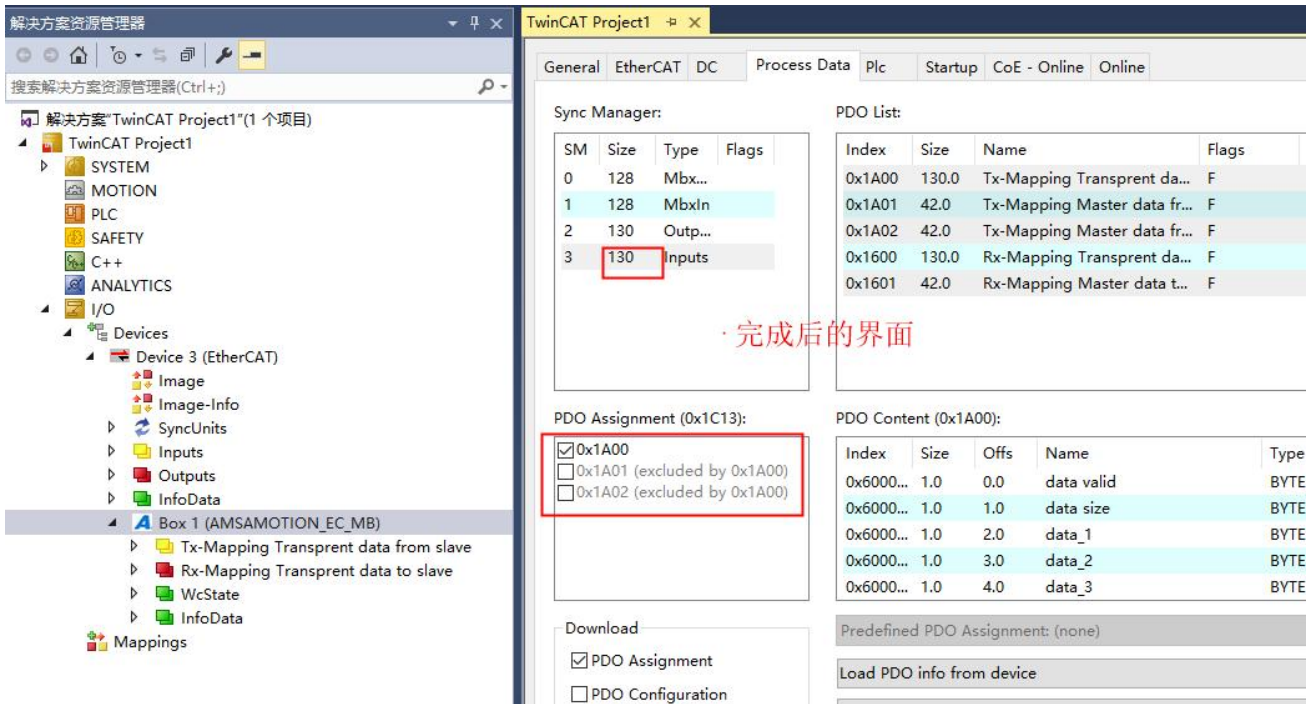 解决方案资源管理器
搜索解决方案资源管理器(Ctrl+;)
解决方案"TwinCAT Project1"(1 个项目)
TwinCAT Project1
SYSTEM
MOTION
PLC
SAFETY
C++
ANALYTICS
I/O
Devices
Device 3 (EtherCAT)
Image
Image-Info
SyncUnits
Inputs
Outputs
InfoData
Box 1 (AMSAMOTION_EC_MB)
Tx-Mapping Transprent data from slave
Rx-Mapping Transprent data to slave
WcState
InfoData
Mappings
TwinCAT Project1
General EtherCAT DC Process Data Plc Startup CoE - Online Online
Sync Manager:
SM Size Type Flags
0 128 Mbx...
1 128 MbxIn
2 130 Outp...
3 130 Inputs
PDO List:
Index Size Name Flags
0x1A00 130.0 Tx-Mapping Transprent da... F
0x1A01 42.0 Tx-Mapping Master data fr... F
0x1A02 42.0 Tx-Mapping Master data fr... F
0x1600 130.0 Rx-Mapping Transprent da... F
0x1601 42.0 Rx-Mapping Master data t... F
·完成后的界面
PDO Assignment (0x1C13):
0x1A00
0x1A01 (excluded by 0x1A00)
0x1A02 (excluded by 0x1A00)
PDO Content (0x1A00):
Index Size Offs Name Type
0x6000... 1.0 0.0 data valid BYTE
0x6000... 1.0 1.0 data size BYTE
0x6000... 1.0 2.0 data_1 BYTE
0x6000... 1.0 3.0 data_2 BYTE
0x6000... 1.0 4.0 data_3 BYTE
Download
PDO Assignment
PDO Configuration
Predefined PDO Assignment: (none)
Load PDO info from device